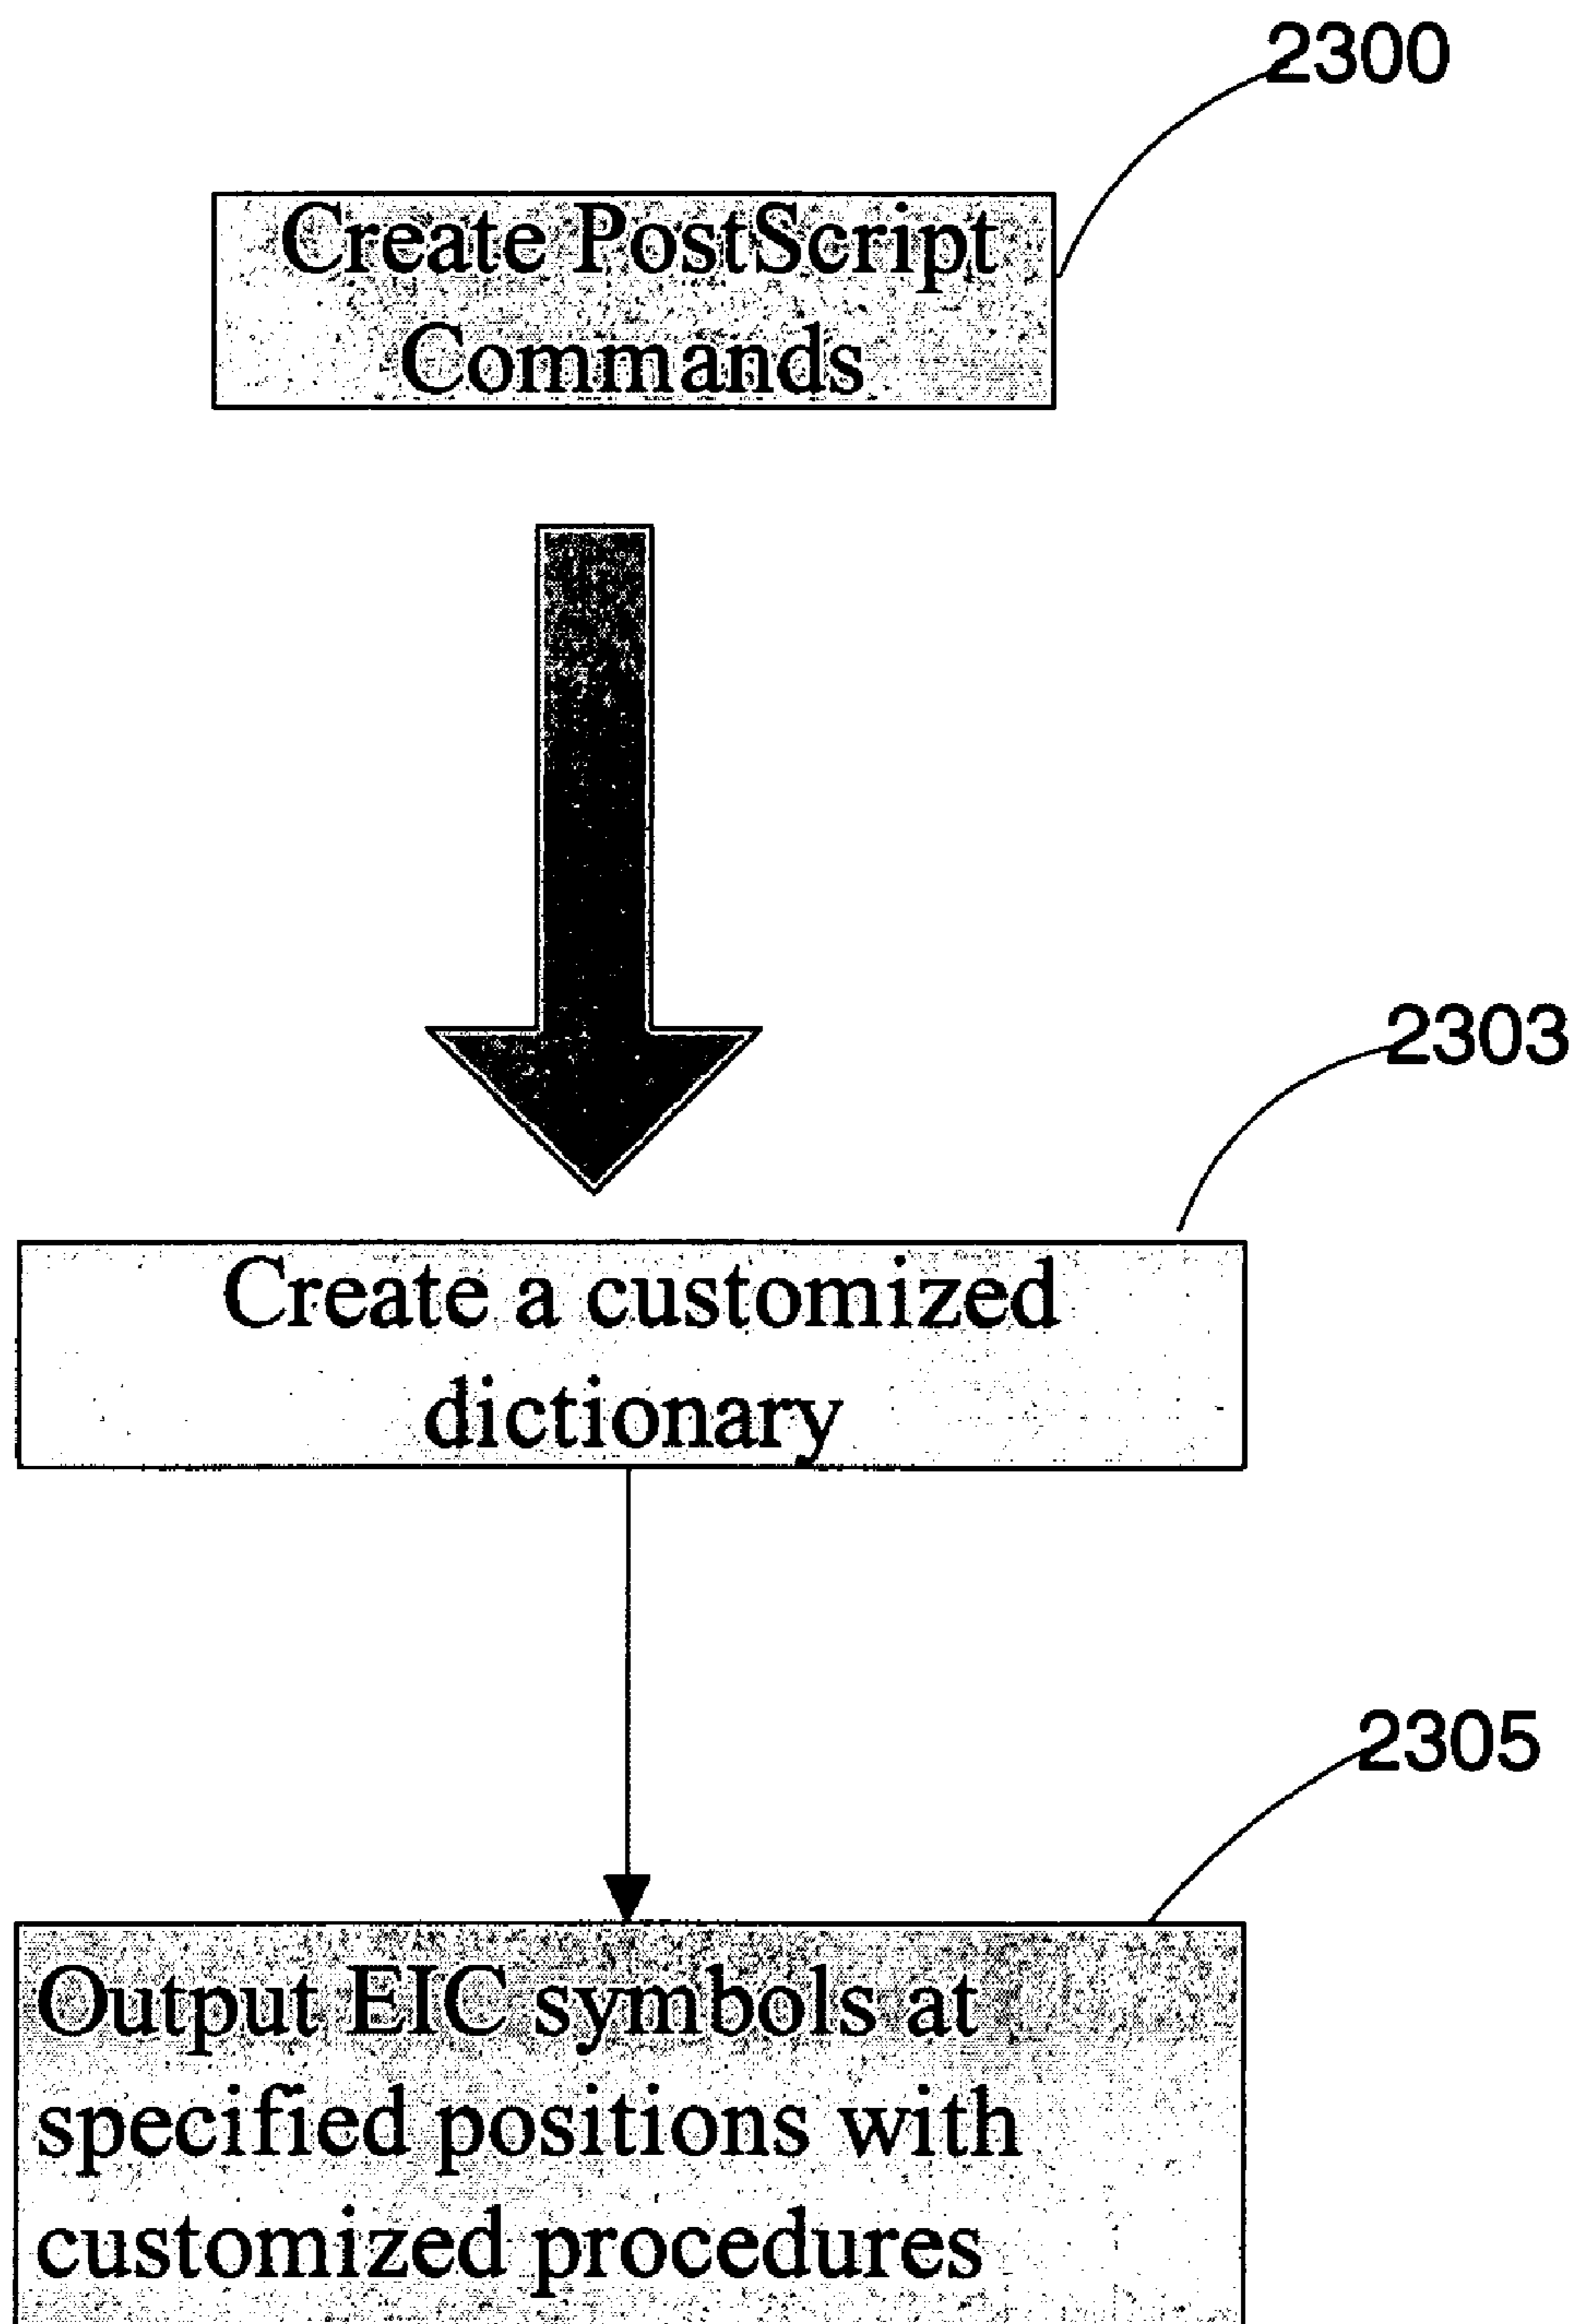 2300
Create PostScript
Commands
2303
Create a customized
dictionary
2305
Output EIC symbols at
specified positions with
customized procedures